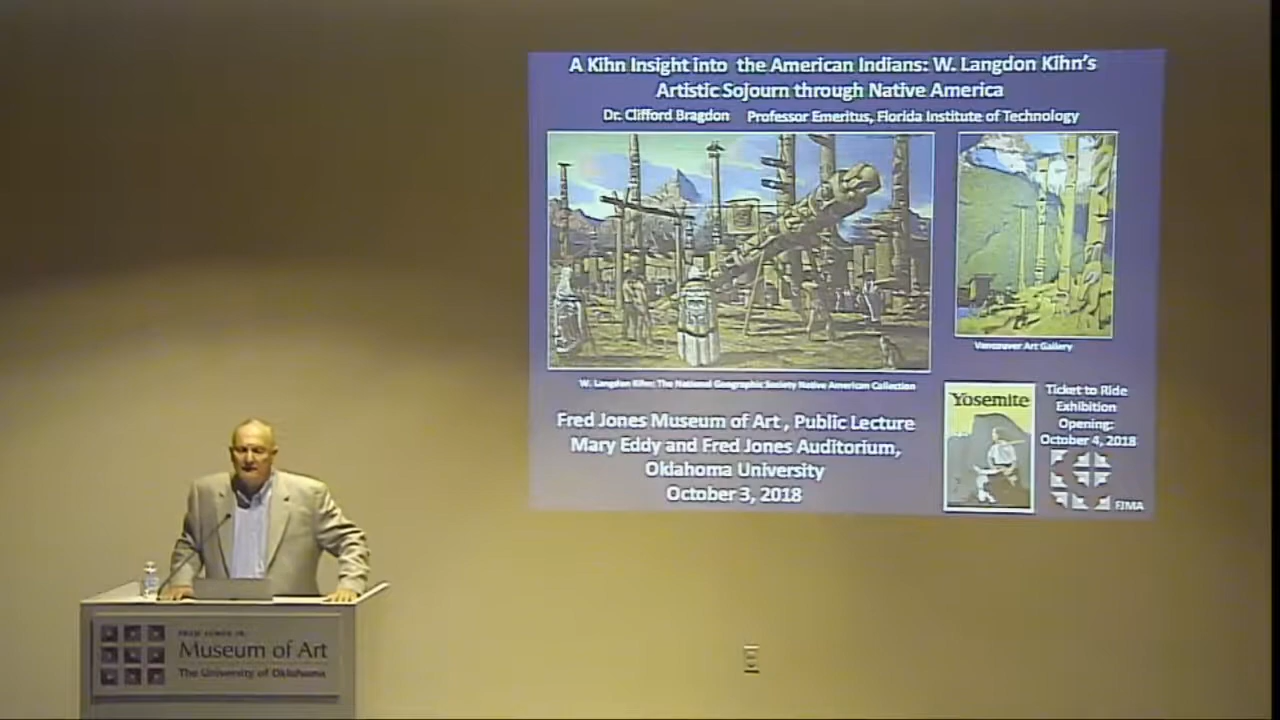 A Kihn Insight into the American Indians: W. Langdon Kihn's
Artistic Sojourn through Native America
Dr. Clifford Bragdon Professor Emeritus, Florida Institute of Technology
Vancouver Art Gallery
W. Langdon Kihn: The National Geographic Society Native American Collection
Yosemite
Ticket to Ride
Exhibition
Opening:
October 4, 2018
FJMA
Fred Jones Museum of Art , Public Lecture
Mary Eddy and Fred Jones Auditorium,
Oklahoma University
October 3, 2018
FRED JONES JR.
Museum of Art
The University of Oklahoma